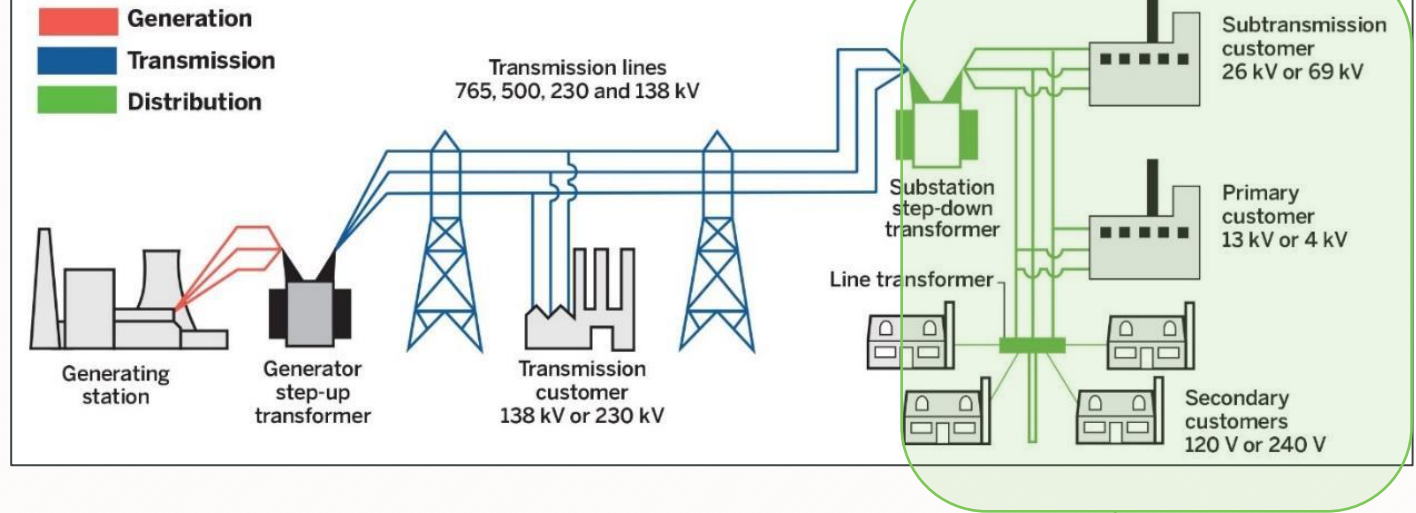 Generation
Transmission
Distribution
Transmission lines
765, 500, 230 and 138 kV
Subtransmission
customer
26 kV or 69 kV
Substation
step-down
transformer
Primary
customer
13 kV or 4 kV
Line transformer
Generating
station
Generator
step-up
transformer
Transmission
customer
138 kV or 230 kV
Secondary
customers
120 V or 240 V